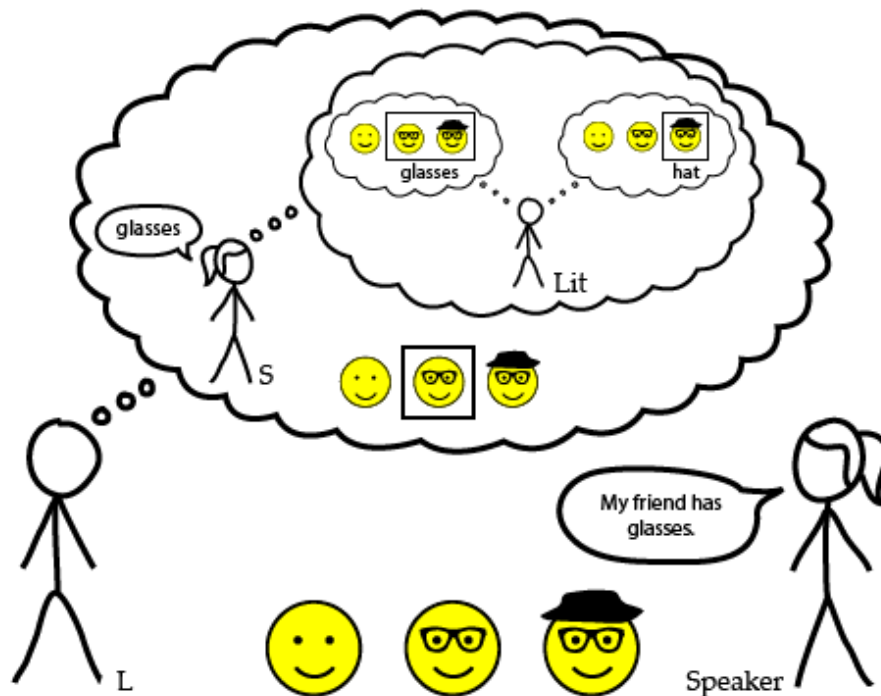 glasses
hat
glasses
Lit
S
My friend has
glasses.
L
Speaker